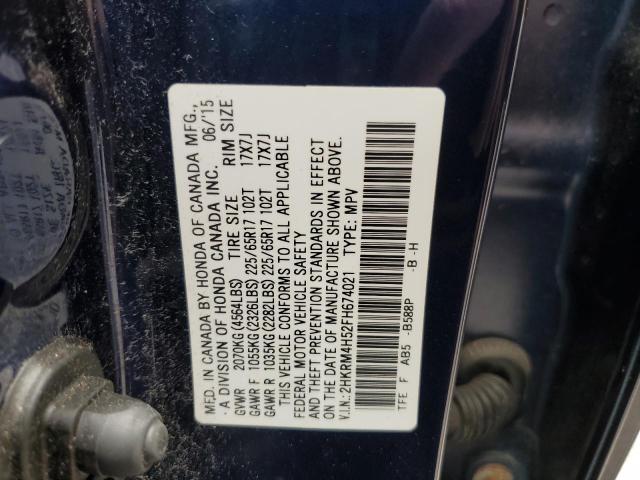 MFD. IN CANADA BY HONDA OF CANADA MFG.,
A DIVISION OF HONDA CANADA INC. 06/'15
GVWR 2070KG(4564LBS) TIRE SIZE RIM SIZE
GAWR F 1055KG(2326LBS) 225/65R17 102T 17X7J
GAWR R 1035KG(2282LBS) 225/65R17 102T 17X7J
THIS VEHICLE CONFORMS TO ALL APPLICABLE
FEDERAL MOTOR VEHICLE SAFETY
AND THEFT PREVENTION STANDARDS IN EFFECT
ON THE DATE OF MANUFACTURE SHOWN ABOVE.
V.I.N.:2HKRM4H52FH674021 TYPE: MPV
TFE F AB5 -B588P -B -H